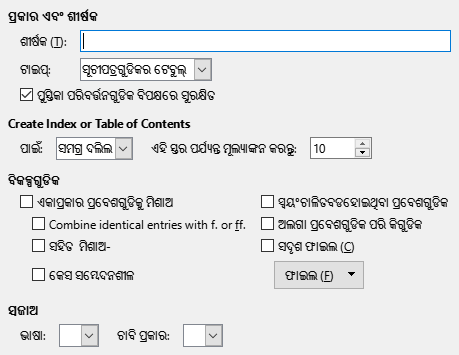 ପ୍ରକାର ଏବଂ ଶୀର୍ଷକ
ଶୀର୍ଷକ (T):
ଟାଇପ୍: ସୂଚୀପତ୍ରଗୁଡିକର ଟେବୁଲ୍
ପୁସ୍ତିକା ପରିବର୍ତ୍ତନଗୁଡିକ ବିପକ୍ଷରେ ସୁରକ୍ଷିତ
Create Index or Table of Contents
ପାଇଁ: ସମଗ୍ର ଦଲିଲ ଏହି ସ୍ତର ପର୍ଯ୍ୟନ୍ତ ମୂଲ୍ୟାଙ୍କନ କରନ୍ତୁ: 10
ବିକଳ୍ପଗୁଡିକ
ଏକାପ୍ରକାର ପ୍ରବେଶଗୁଡିକୁ ମିଶାଅ ସ୍ବୟଂଚାଳିତବଡହୋଇଥିବା ପ୍ରବେଶଗୁଡିକ
Combine identical entries with f. or ff. ଅଲଗା ପ୍ରବେଶଗୁଡିକ ପରି କିଗୁଡିକ
ସହିତ ମିଶାଅ- ସଦୃଶ ଫାଇଲ (C)
କେସ ସମ୍ବେଦନଶୀଳ ଫାଇଲ (F)
ସଜାଅ
ଭାଷା: ଚାବି ପ୍ରକାର: